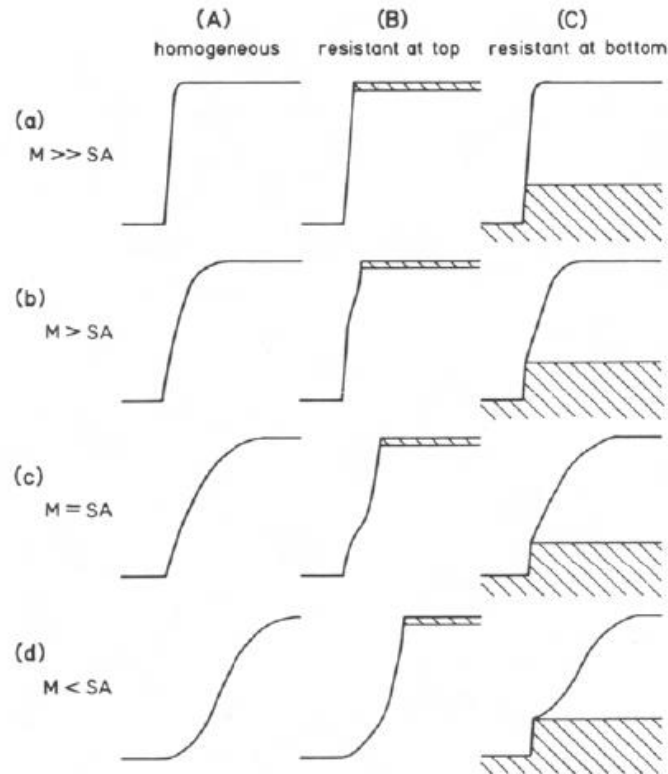 (A) (B) (C)
homogeneous resistant at top resistant at bottom
(a)
M >> SA
(b)
M > SA
(c)
M = SA
(d)
M < SA